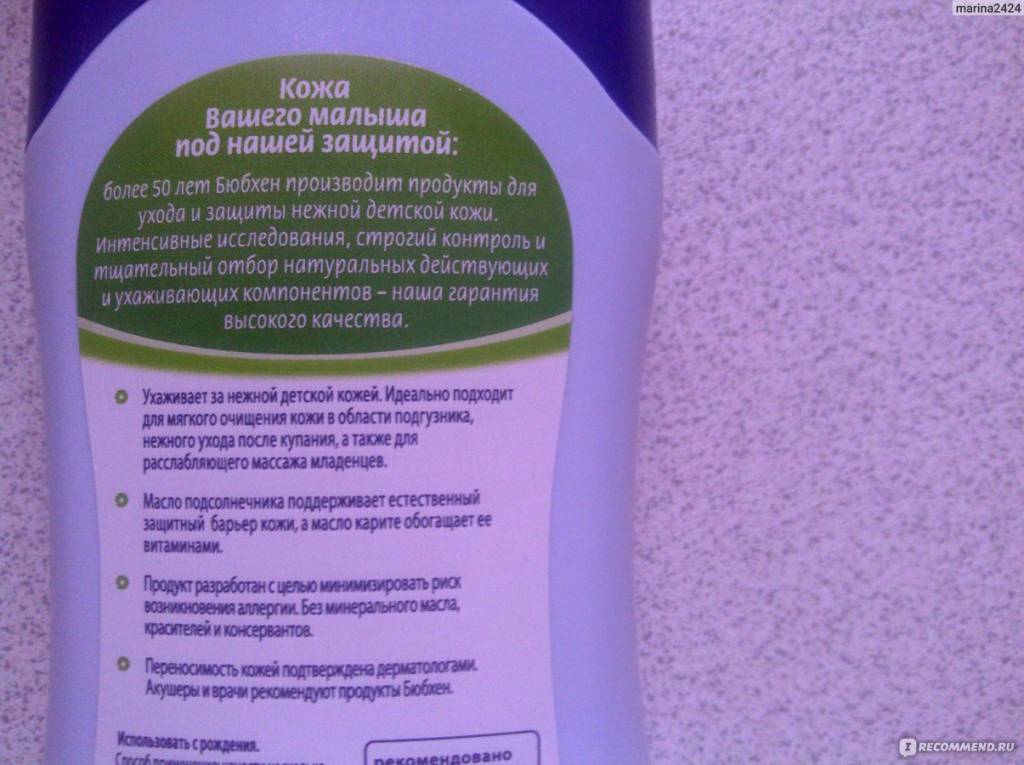 marina2424
Кожа
Вашего малыша
под нашей защитой:
более 50 лет Бюбхен производит продукты для
ухода и защиты нежной детской кожи.
Интенсивные исследования, строгий контроль и
тщательный отбор натуральных действующих
и ухаживающих компонентов – наша гарантия
высокого качества.
Ухаживает за нежной детской кожей. Идеально подходит
для мягкого очищения кожи в области подгузника,
нежного ухода после купания, а также для
расслабляющего массажа младенцев.
Масло подсолнечника поддерживает естественный
защитный барьер кожи, а масло карите обогащает ее
витаминами.
Продукт разработан с целью минимизировать риск
возникновения аллергии. Без минерального масла,
красителей и консервантов.
Переносимость кожей подтверждена дерматологами.
Акушеры и врачи рекомендуют продукты Бюбхен.
Использовать с рождения.
Способ применения:
рекомендовано
IRECOMMEND.RU